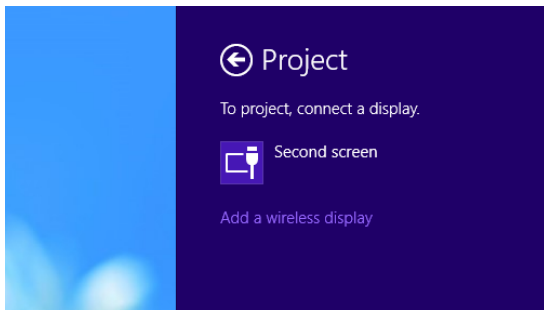 Project
To project, connect a display.
Second screen
Add a wireless display